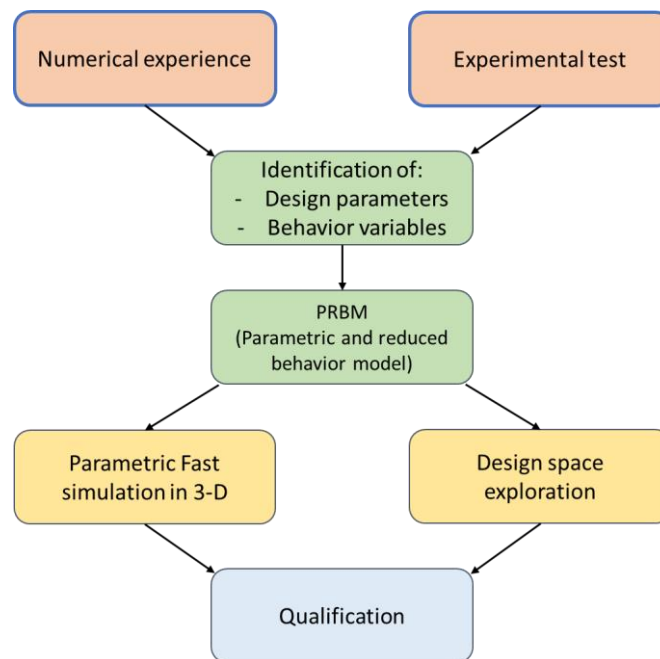 Numerical experience
Experimental test
Identification of:
- Design parameters
- Behavior variables
PRBM
(Parametric and reduced
behavior model)
Parametric Fast
simulation in 3-D
Design space
exploration
Qualification